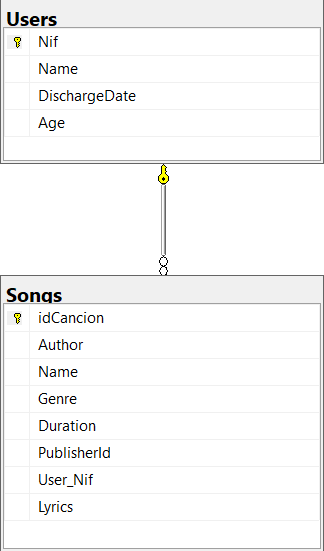 Users
Nif
Name
DischargeDate
Age
Songs
idCancion
Author
Name
Genre
Duration
PublisherId
User_Nif
Lyrics